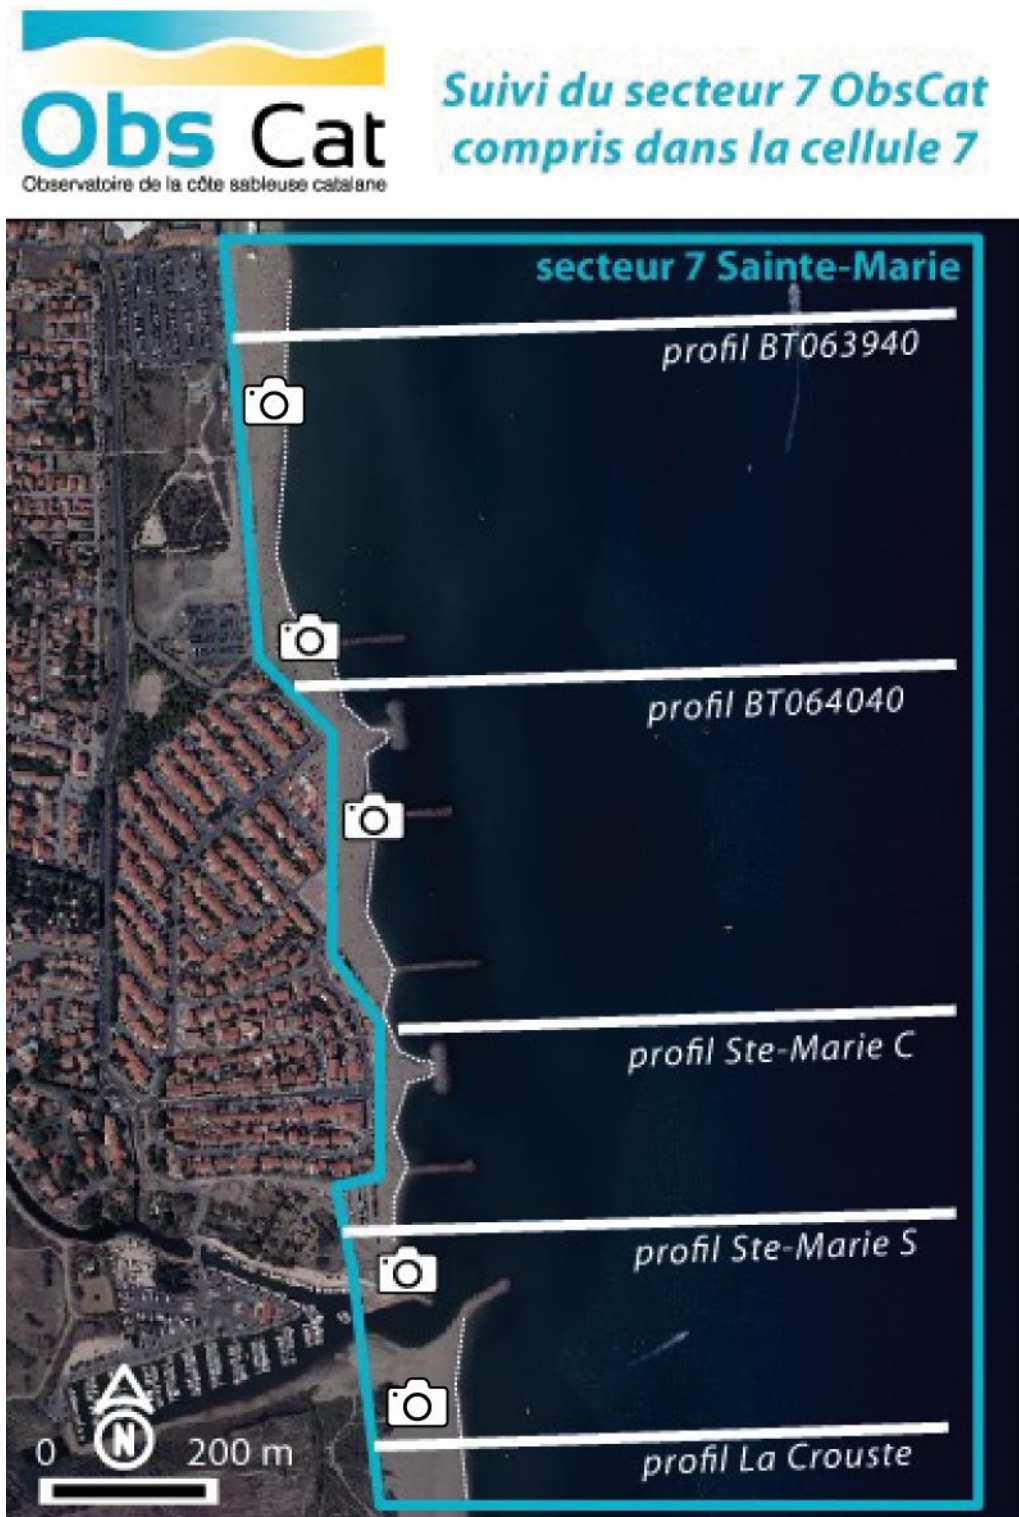 Obs Cat
Observatoire de la côte sableuse catalane
Suivi du secteur 7 ObsCat
compris dans la cellule 7
secteur 7 Sainte-Marie
profil BT063940
profil BT064040
profil Ste-Marie C
profil Ste-Marie S
profil La Crouste
N
0 200 m